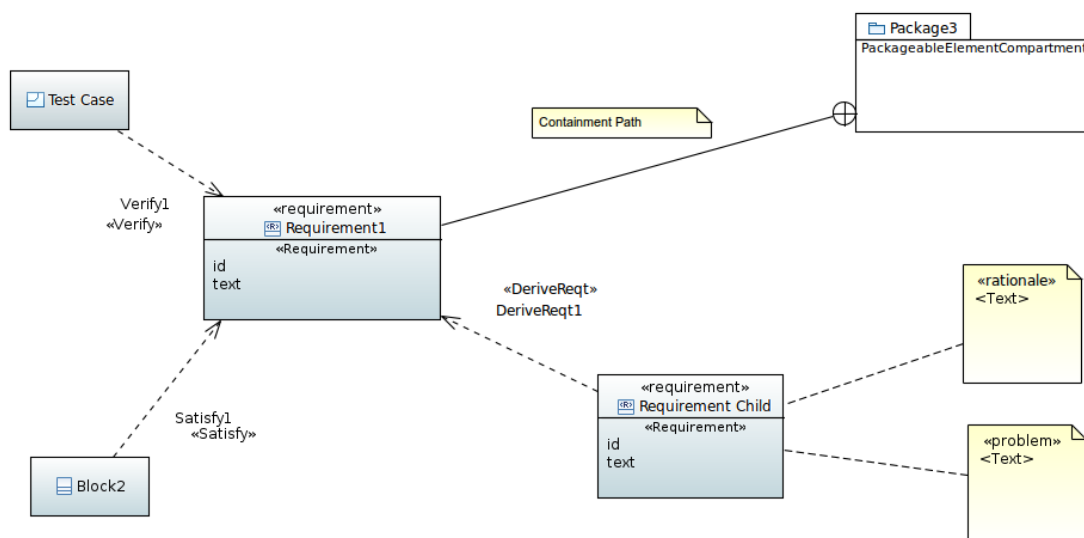 Package3
PackageableElementCompartment
Test Case
Containment Path
Verify1
«Verify»
«requirement»
«R» Requirement1
«Requirement»
id
text
«DeriveReqt»
DeriveReqt1
«rationale»
<Text>
Satisfy1
«Satisfy»
«requirement»
«R» Requirement Child
«Requirement»
id
text
«problem»
<Text>
Block2